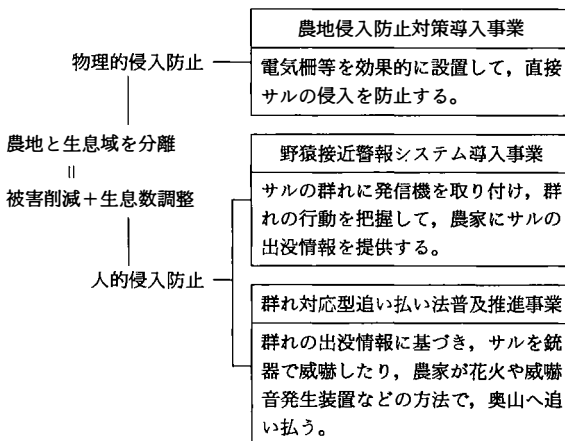 農地侵入防止対策導入事業
物理的侵入防止
電気柵等を効果的に設置して，直接
サルの侵入を防止する。
農地と生息域を分離
＝
被害削減＋生息数調整
野猿接近警報システム導入事業
サルの群れに発信機を取り付け，群
れの行動を把握して，農家にサルの
出没情報を提供する。
人的侵入防止
群れ対応型追い払い法普及推進事業
群れの出没情報に基づき，サルを銃
器で威嚇したり，農家が花火や威嚇
音発生装置などの方法で，奥山へ追
い払う。